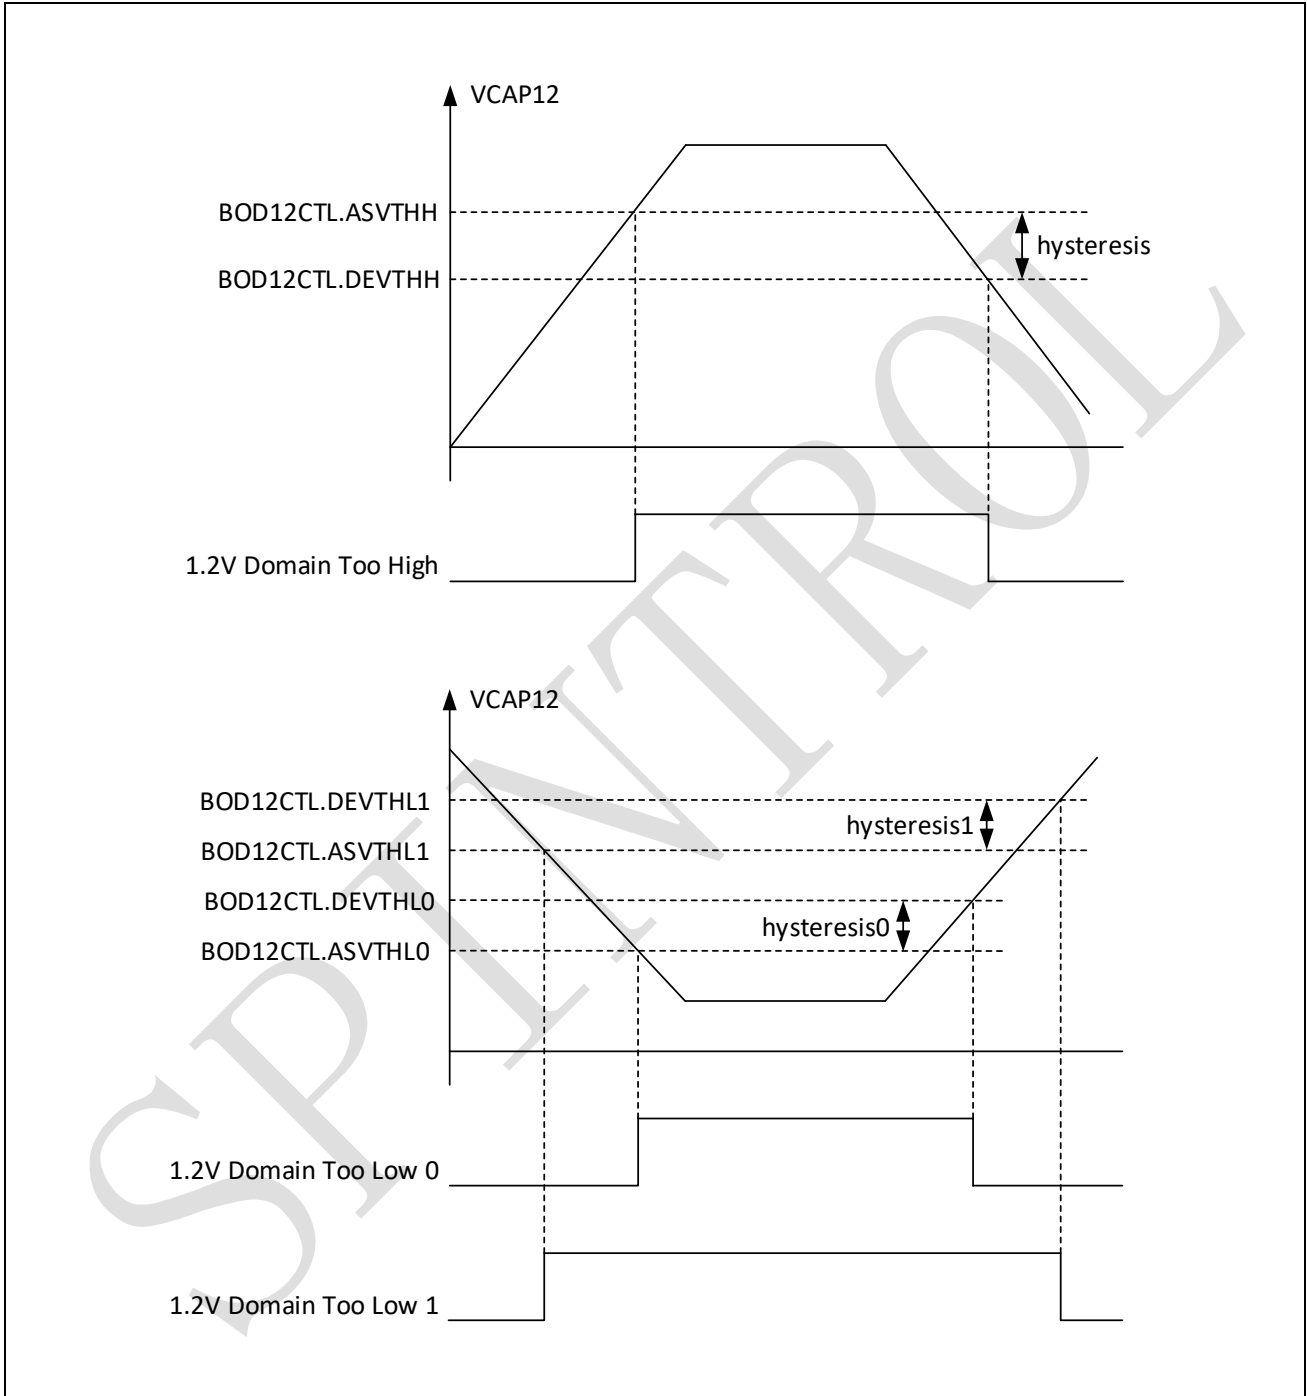 VCAP12
BOD12CTL.ASVTHH
hysteresis
BOD12CTL.DEVTHH
1.2V Domain Too High
VCAP12
BOD12CTL.DEVTHL1
hysteresis1
BOD12CTL.ASVTHL1
BOD12CTL.DEVTHL0
hysteresis0
BOD12CTL.ASVTHL0
1.2V Domain Too Low 0
1.2V Domain Too Low 1
SPINTROL